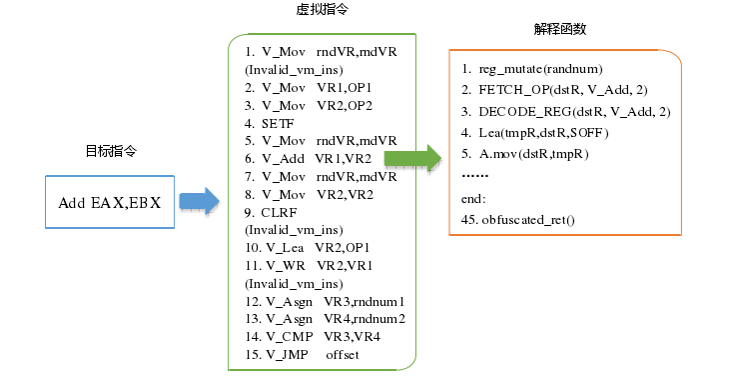 虚拟指令
解释函数
目标指令
Add EAX,EBX
1. V_Mov rndVR,rndVR
(Invalid_vm_ins)
2. V_Mov VR1,OP1
3. V_Mov VR2,OP2
4. SETF
5. V_Mov rndVR,rndVR
6. V_Add VR1,VR2
7. V_Mov rndVR,rndVR
8. V_Mov VR2,VR2
9. CLRF
(Invalid_vm_ins)
10. V_Lea VR2,OP1
11. V_WR VR2,VR1
(Invalid_vm_ins)
12. V_Asgn VR3,rndnum1
13. V_Asgn VR4,rndnum2
14. V_CMP VR3,VR4
15. V_JMP offset
1. reg_mutate(randnum)
2. FETCH_OP(dstR, V_Add, 2)
3. DECODE_REG(dstR, V_Add, 2)
4. Lea(tmpR,dstR,SOFF)
5. A.mov(dstR,tmpR)
……
end:
45. obfuscated_ret()